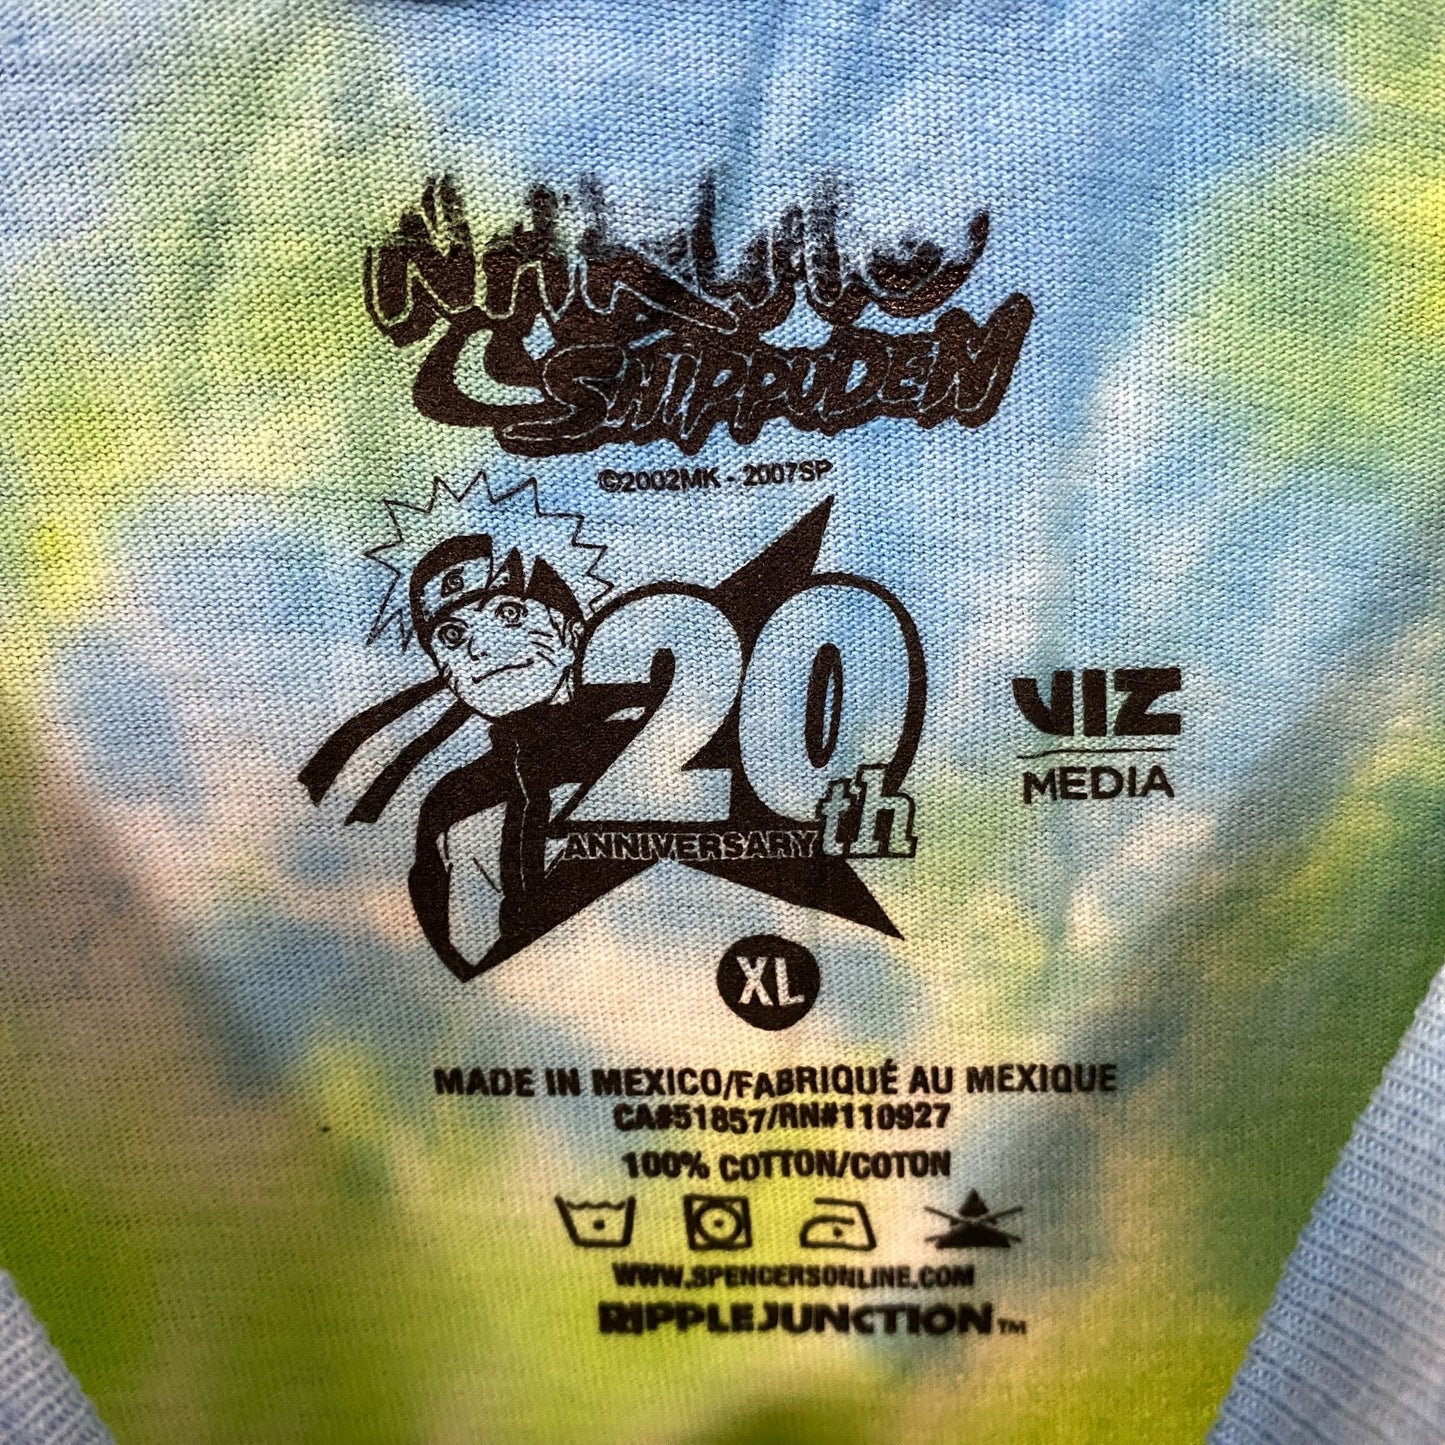 NARUTO
SHIPPUDEN
©2002MK - 2007SP
20th
ANNIVERSARY
VIZ
MEDIA
XL
MADE IN MEXICO/FABRIQUÉ AU MEXIQUE
CA#51857/RN#110927
100% COTTON/COTON
WWW.SPENCERSONLINE.COM
RIPPLEJUNCTION™